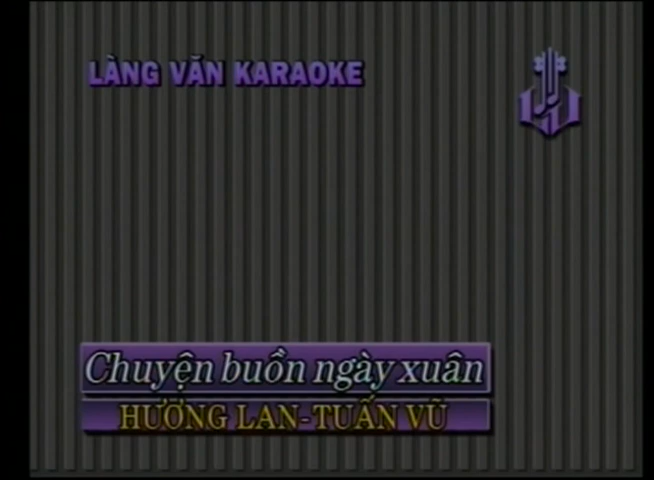 LÀNG VĂN KARAOKE
Chuyện buồn ngày xuân
HƯƠNG LAN-TUẤN VŨ